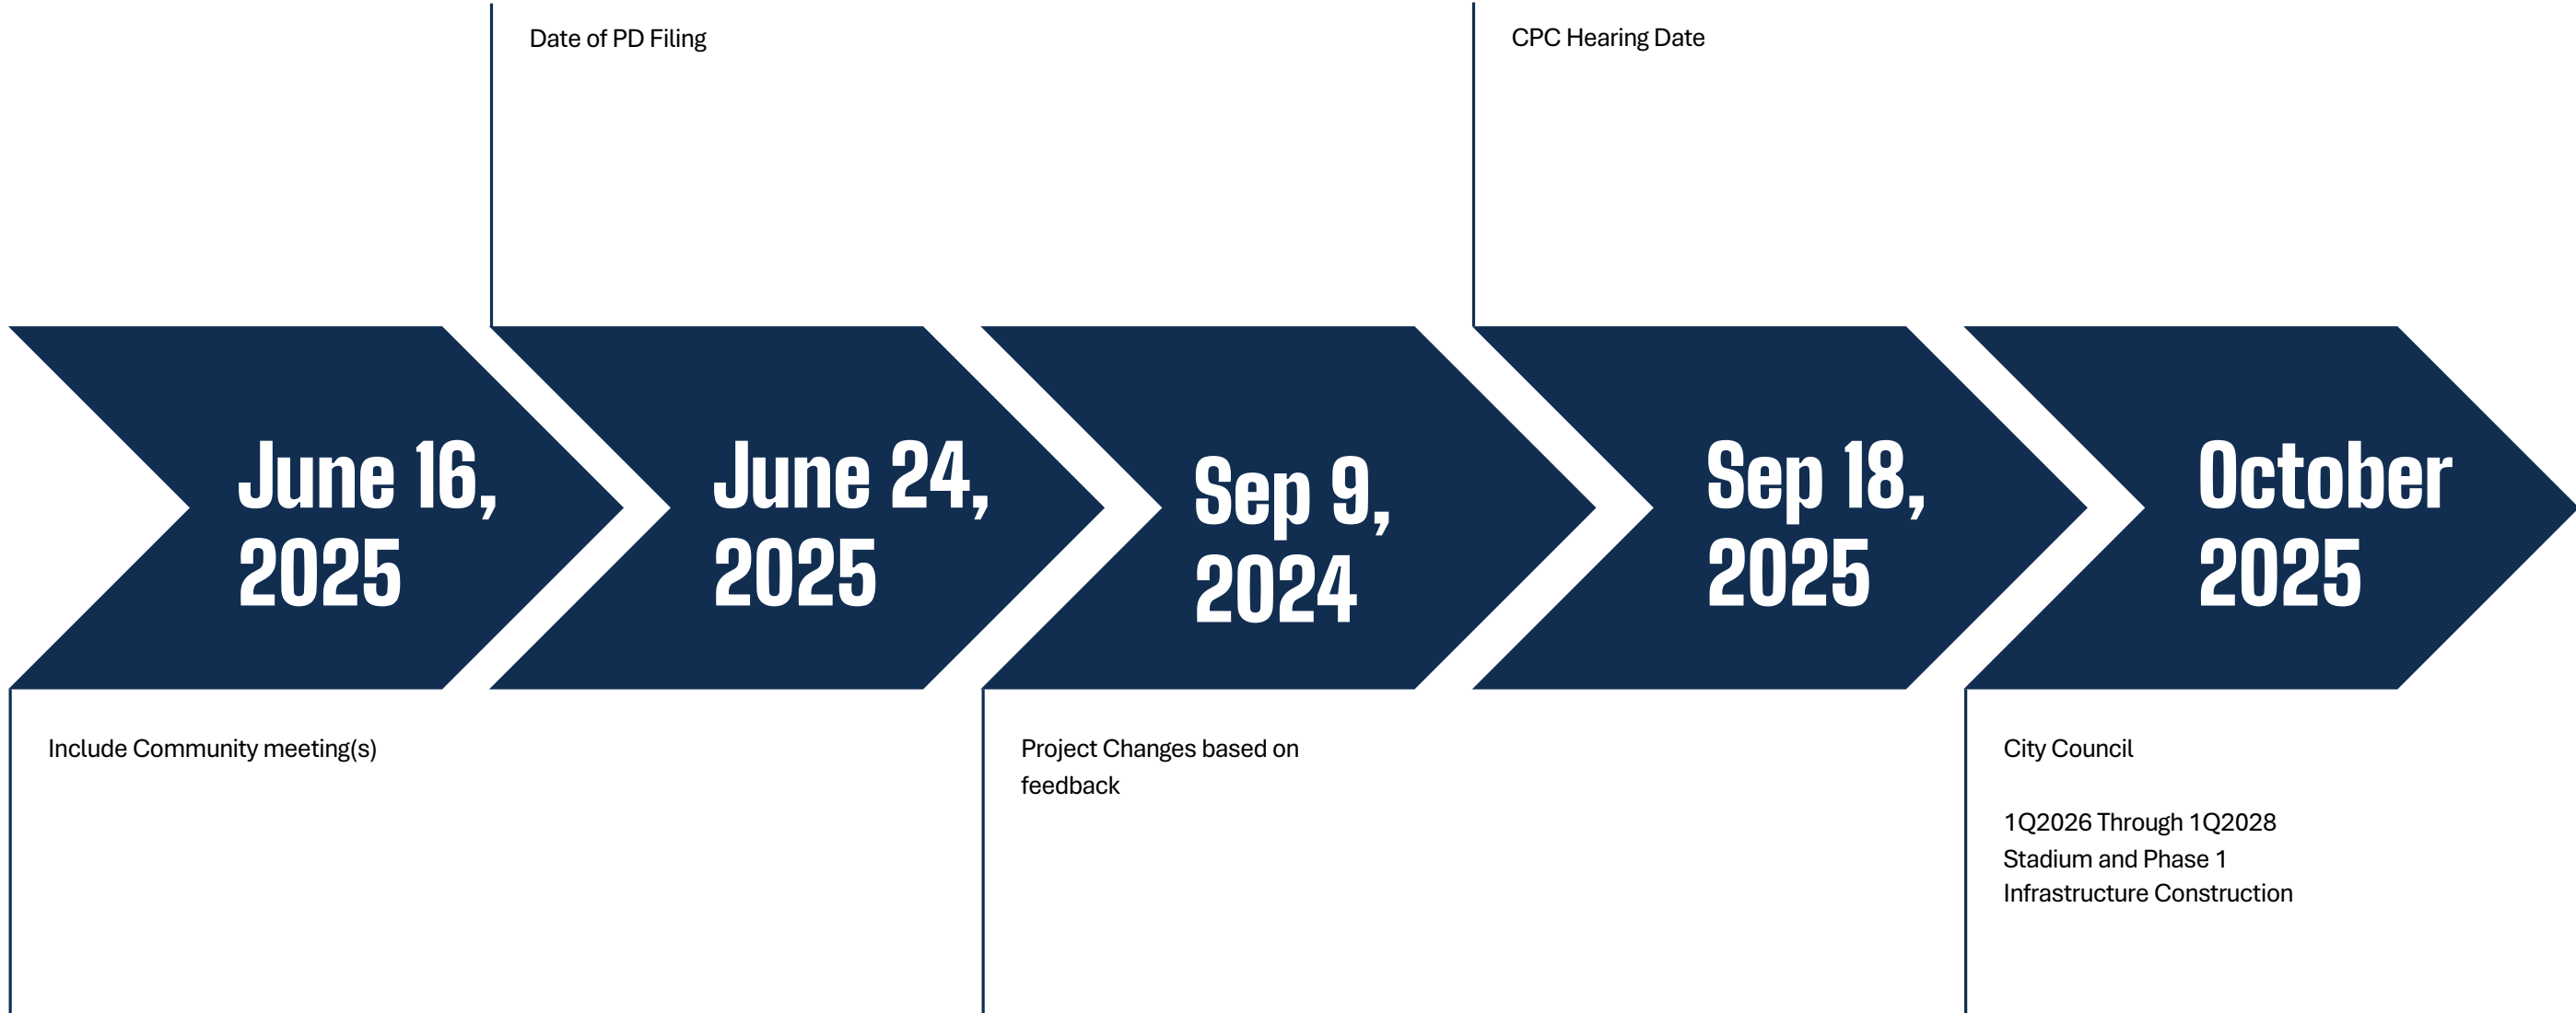 Date of PD Filing
CPC Hearing Date
June 16,
2025
June 24,
2025
Sep 9,
2024
Sep 18,
2025
October
2025
Include Community meeting(s)
Project Changes based on
feedback
City Council
1Q2026 Through 1Q2028
Stadium and Phase 1
Infrastructure Construction